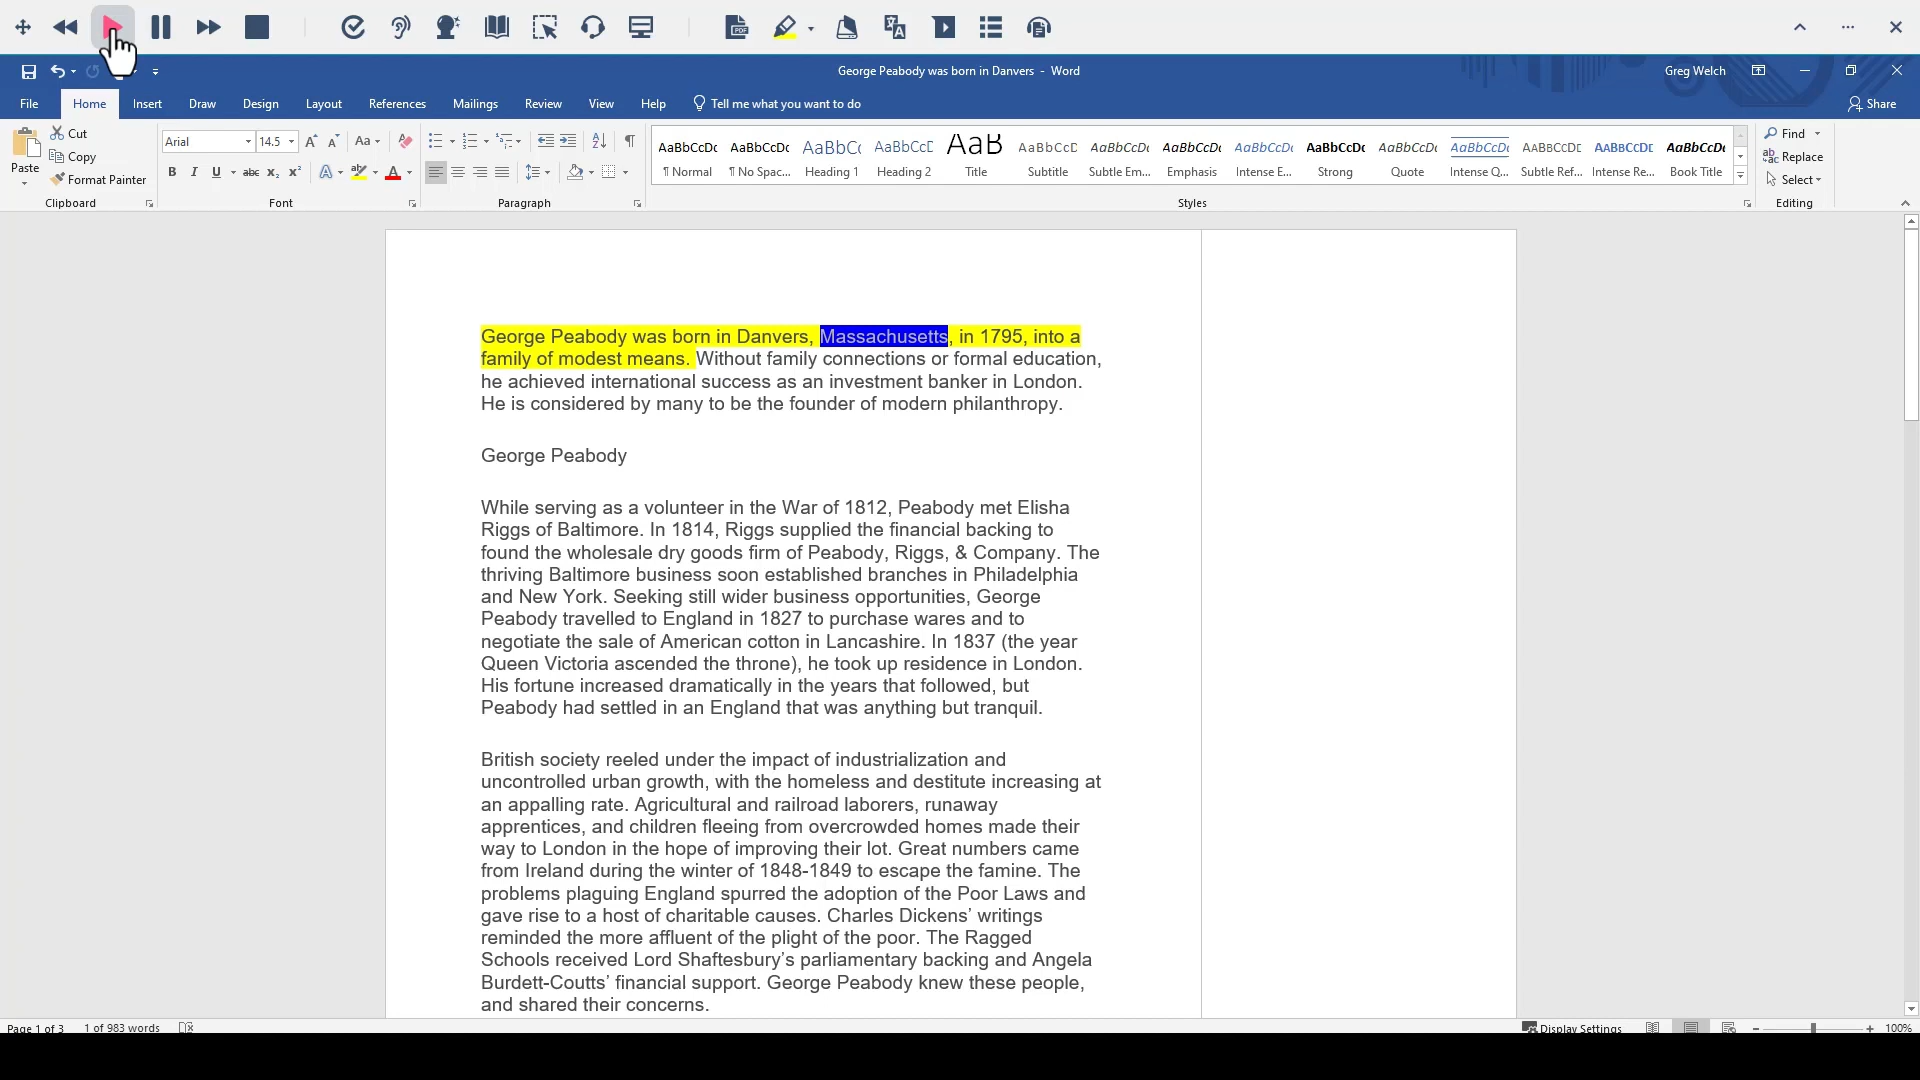 PDF
George Peabody was born in Danvers - Word
Greg Welch
File Home Insert Draw Design Layout References Mailings Review View Help Tell me what you want to do Share
Paste
Cut
Copy
Format Painter
Clipboard
Arial 14.5 Aa
B I U abc x₂ x² A ab A
Font
Paragraph
AaBbCcDc AaBbCcDc AaBbCc AaBbCcE AaB AaBbCcD AaBbCcDc AaBbCcDc AaBbCcDc AaBbCcDc AaBbCcDc AaBbCcDc AABBCCDE AABBCCDE AaBbCcDc
¶ Normal ¶ No Spac... Heading 1 Heading 2 Title Subtitle Subtle Em... Emphasis Intense E... Strong Quote Intense Q... Subtle Ref... Intense Re... Book Title
Styles
Find
Replace
Select
Editing
George Peabody was born in Danvers, Massachusetts, in 1795, into a
family of modest means. Without family connections or formal education,
he achieved international success as an investment banker in London.
He is considered by many to be the founder of modern philanthropy.
George Peabody
While serving as a volunteer in the War of 1812, Peabody met Elisha
Riggs of Baltimore. In 1814, Riggs supplied the financial backing to
found the wholesale dry goods firm of Peabody, Riggs, & Company. The
thriving Baltimore business soon established branches in Philadelphia
and New York. Seeking still wider business opportunities, George
Peabody travelled to England in 1827 to purchase wares and to
negotiate the sale of American cotton in Lancashire. In 1837 (the year
Queen Victoria ascended the throne), he took up residence in London.
His fortune increased dramatically in the years that followed, but
Peabody had settled in an England that was anything but tranquil.
British society reeled under the impact of industrialization and
uncontrolled urban growth, with the homeless and destitute increasing at
an appalling rate. Agricultural and railroad laborers, runaway
apprentices, and children fleeing from overcrowded homes made their
way to London in the hope of improving their lot. Great numbers came
from Ireland during the winter of 1848-1849 to escape the famine. The
problems plaguing England spurred the adoption of the Poor Laws and
gave rise to a host of charitable causes. Charles Dickens’ writings
reminded the more affluent of the plight of the poor. The Ragged
Schools received Lord Shaftesbury’s parliamentary backing and Angela
Burdett-Coutts’ financial support. George Peabody knew these people,
and shared their concerns.
Page 1 of 3 1 of 983 words Display Settings 100%